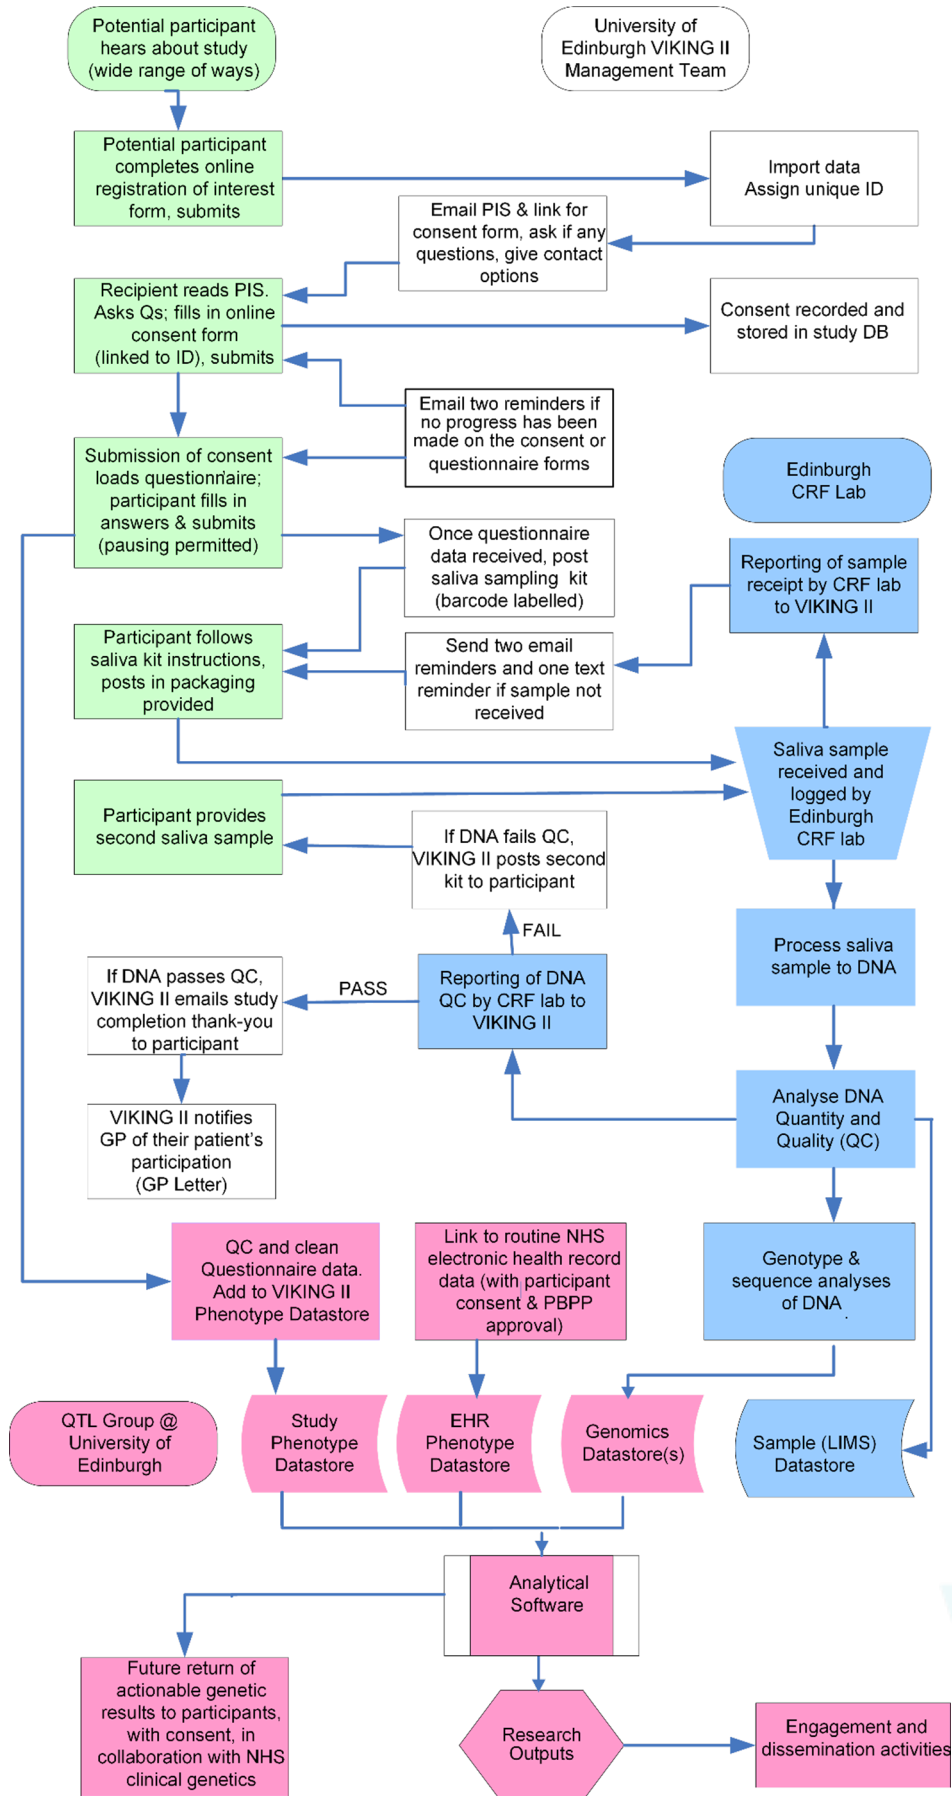 Potential participant
hears about study
(wide range of ways)
University of
Edinburgh VIKING II
Management Team
Potential participant
completes online
registration of interest
form, submits
Import data
Assign unique ID
Email PIS & link for
consent form, ask if any
questions, give contact
options
Recipient reads PIS.
Asks Qs; fills in online
consent form
(linked to ID), submits
Consent recorded and
stored in study DB
Email two reminders if
no progress has been
made on the consent or
questionnaire forms
Submission of consent
loads questionnaire;
participant fills in
answers & submits
(pausing permitted)
Edinburgh
CRF Lab
Once questionnaire
data received, post
saliva sampling kit
(barcode labelled)
Reporting of sample
receipt by CRF lab
to VIKING II
Participant follows
saliva kit instructions,
posts in packaging
provided
Send two email
reminders and one text
reminder if sample not
received
Saliva sample
received and
logged by
Edinburgh
CRF lab
Participant provides
second saliva sample
If DNA fails QC,
VIKING II posts second
kit to participant
FAIL
Process saliva
sample to DNA
If DNA passes QC,
VIKING II emails study
completion thank-you
to participant
PASS
Reporting of DNA
QC by CRF lab to
VIKING II
Analyse DNA
Quantity and
Quality (QC)
VIKING II notifies
GP of their patient's
participation
(GP Letter)
QC and clean
Questionnaire data.
Add to VIKING II
Phenotype Datastore
Link to routine NHS
electronic health record
data (with participant
consent & PBPP
approval)
Genotype &
sequence analyses
of DNA
.
QTL Group @
University of
Edinburgh
Study
Phenotype
Datastore
EHR
Phenotype
Datastore
Genomics
Datastore(s)
Sample (LIMS)
Datastore
Analytical
Software
Future return of
actionable genetic
results to participants,
with consent, in
collaboration with NHS
clinical genetics
Research
Outputs
Engagement and
dissemination activities